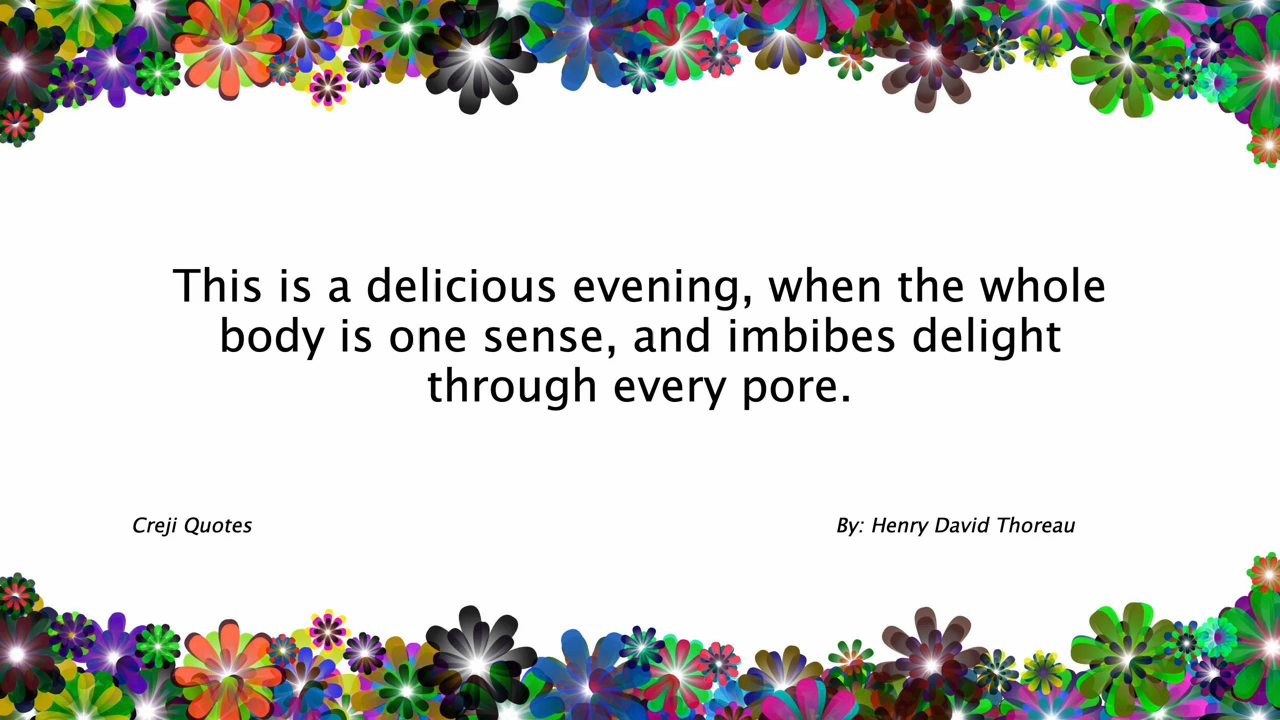 This is a delicious evening, when the whole
body is one sense, and imbibes delight
through every pore.
Creji Quotes
By: Henry David Thoreau